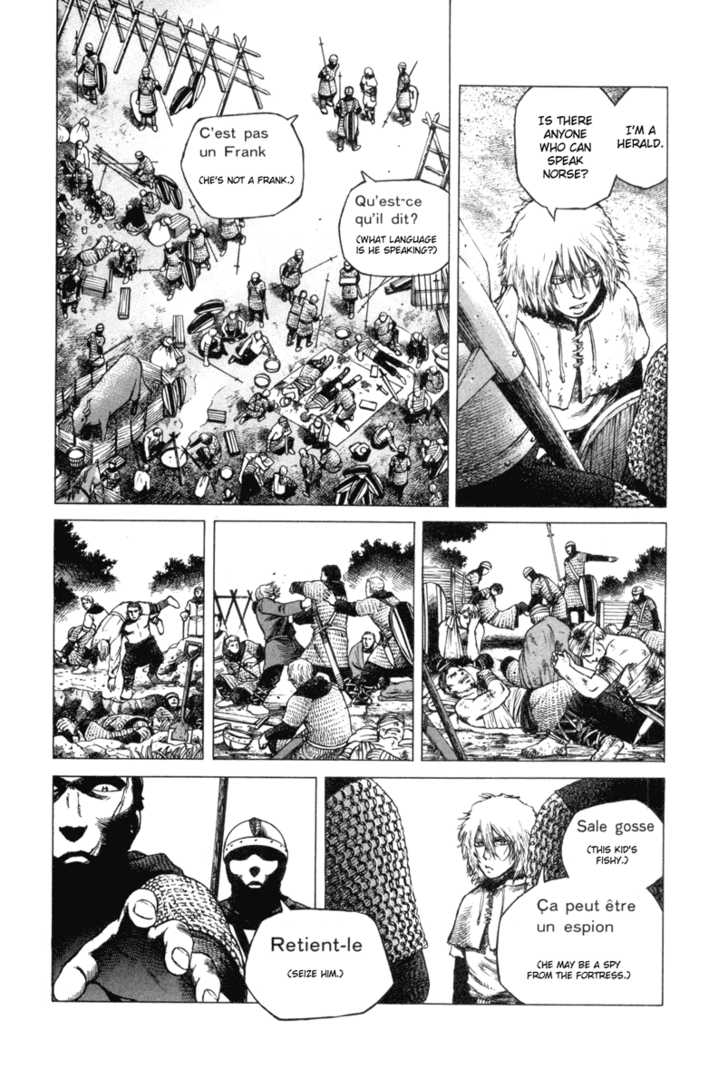 I'M A
HERALD.
IS THERE
ANYONE
WHO CAN
SPEAK
NORSE?
Qu'est-ce
qu'il dit?
(WHAT LANGUAGE
IS HE SPEAKING?)
C'est pas
un Frank
(HE'S NOT A FRANK.)
Sale gosse
(THIS KID'S
FISHY.)
Ça peut être
un espion
(HE MAY BE A SPY
FROM THE FORTRESS.)
Retient-le
(SEIZE HIM.)